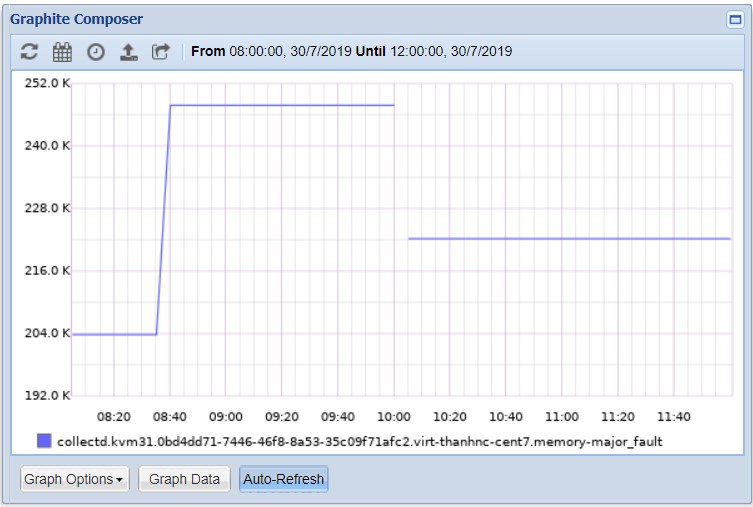 Graphite Composer
From 08:00:00, 30/7/2019 Until 12:00:00, 30/7/2019
252.0 K
240.0 K
228.0 K
216.0 K
204.0 K
192.0 K
08:20 08:40 09:00 09:20 09:40 10:00 10:20 10:40 11:00 11:20 11:40
collectd.kvm31.0bd4dd71-7446-46f8-8a53-35c09f71afc2.virt-thanhnc-cent7.memory-major_fault
Graph Options Graph Data Auto-Refresh